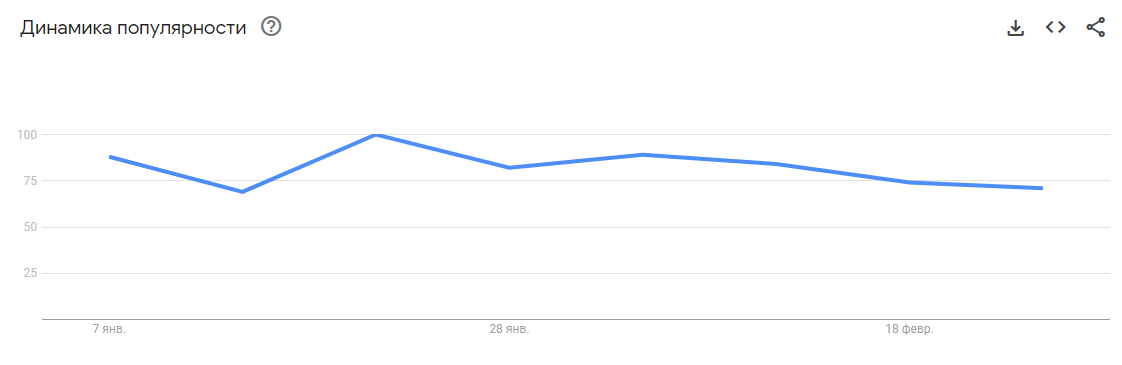 Динамика популярности
100
75
50
25
7 янв. 28 янв. 18 февр.